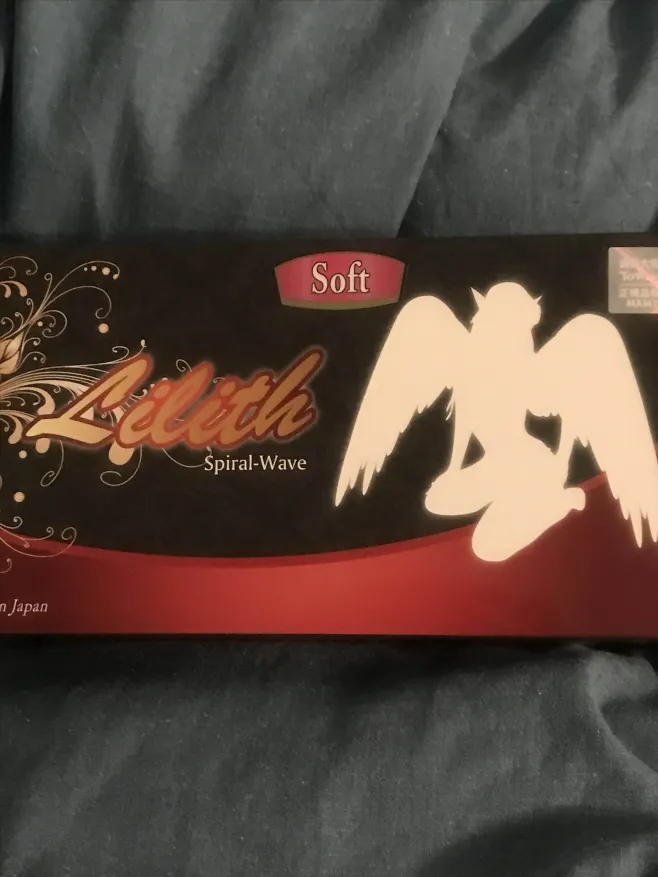 Soft
Lilith
Spiral-Wave
n Japan